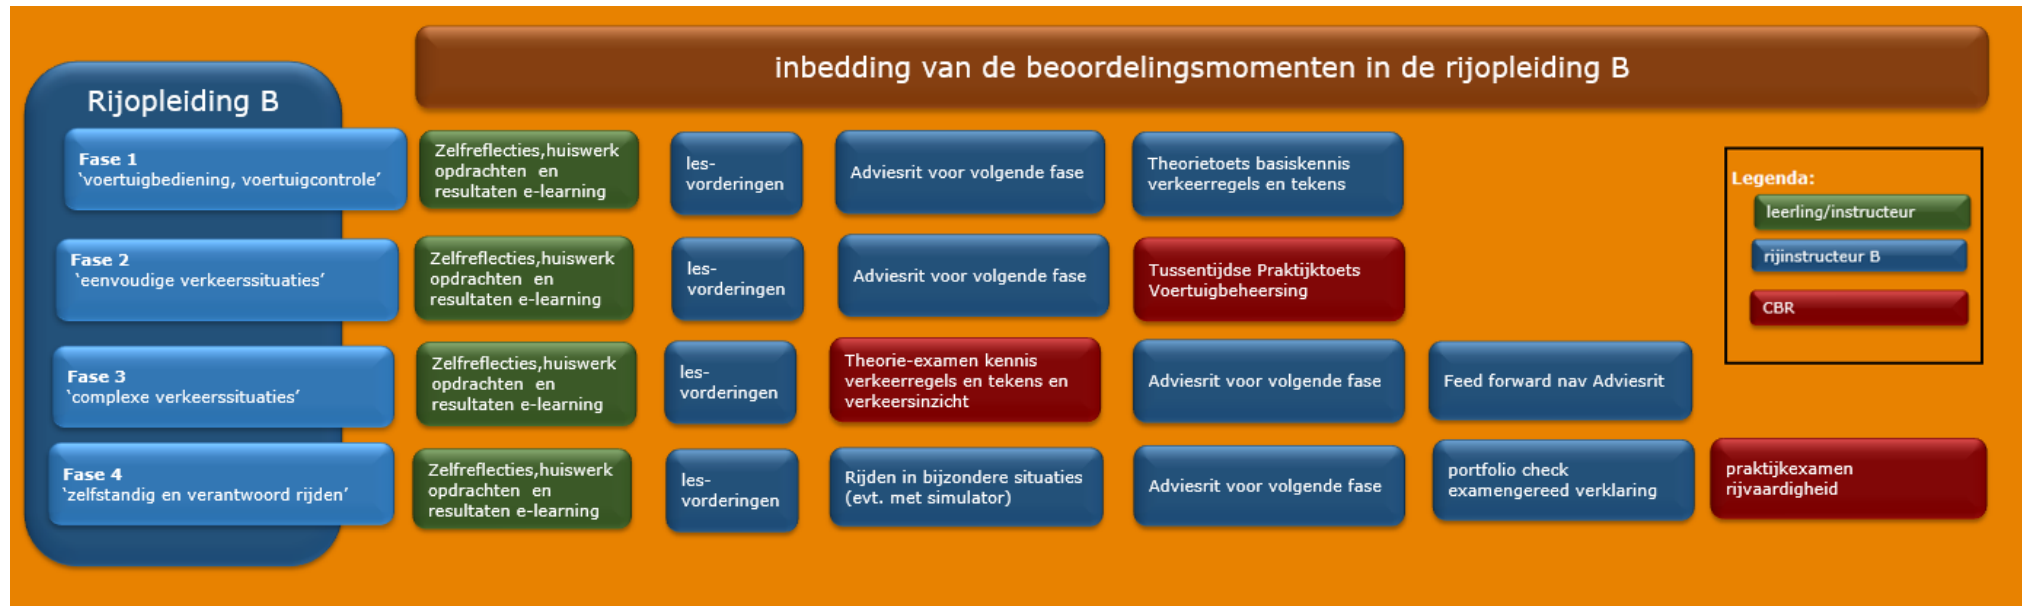 inbedding van de beoordelingsmomenten in de rijopleiding B
Rijopleiding B
Fase 1
‘voertuigbediening, voertuigcontrole’
Zelfreflecties,huiswerk
opdrachten en
resultaten e-learning
les-
vorderingen
Adviesrit voor volgende fase
Theorietoets basiskennis
verkeerregels en tekens
Legenda:
leerling/instructeur
rijinstructeur B
CBR
Fase 2
‘eenvoudige verkeerssituaties’
Zelfreflecties,huiswerk
opdrachten en
resultaten e-learning
les-
vorderingen
Adviesrit voor volgende fase
Tussentijdse Praktijktoets
Voertuigbeheersing
Fase 3
‘complexe verkeerssituaties’
Zelfreflecties,huiswerk
opdrachten en
resultaten e-learning
les-
vorderingen
Theorie-examen kennis
verkeerregels en tekens en
verkeersinzicht
Adviesrit voor volgende fase
Feed forward nav Adviesrit
Fase 4
‘zelfstandig en verantwoord rijden’
Zelfreflecties,huiswerk
opdrachten en
resultaten e-learning
les-
vorderingen
Rijden in bijzondere situaties
(evt. met simulator)
Adviesrit voor volgende fase
portfolio check
examengereed verklaring
praktijkexamen
rijvaardigheid